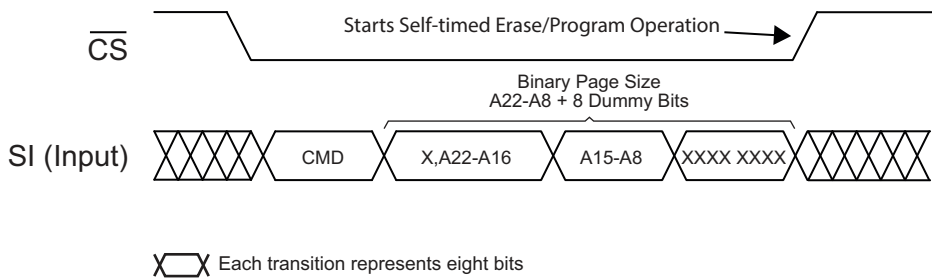 Starts Self-timed Erase/Program Operation
CS
Binary Page Size
A22-A8 + 8 Dummy Bits
SI (Input)
CMD
X,A22-A16
A15-A8
XXXX XXXX
Each transition represents eight bits